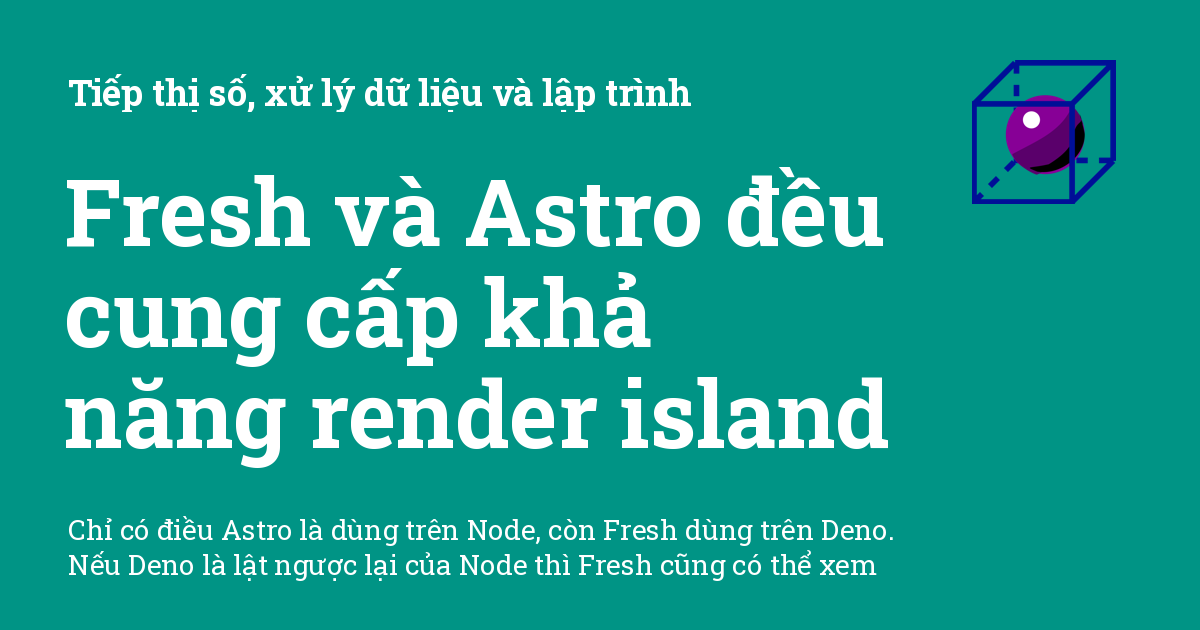 Tiếp thị số, xử lý dữ liệu và lập trình
Fresh và Astro đều
cung cấp khả
năng render island
Chỉ có điều Astro là dùng trên Node, còn Fresh dùng trên Deno.
Nếu Deno là lật ngược lại của Node thì Fresh cũng có thể xem